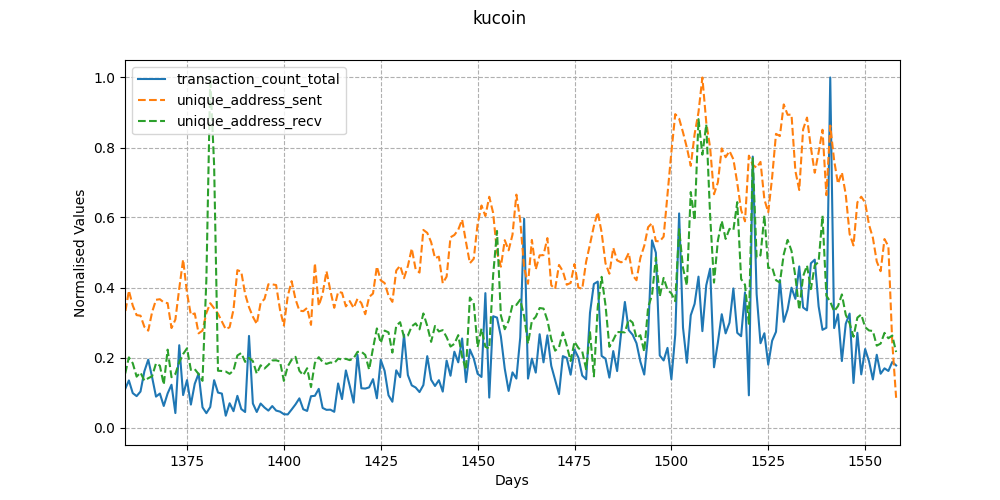 kucoin
transaction_count_total
unique_address_sent
unique_address_recv
Normalised Values
1.0
0.8
0.6
0.4
0.2
0.0
1375 1400 1425 1450 1475 1500 1525 1550
Days